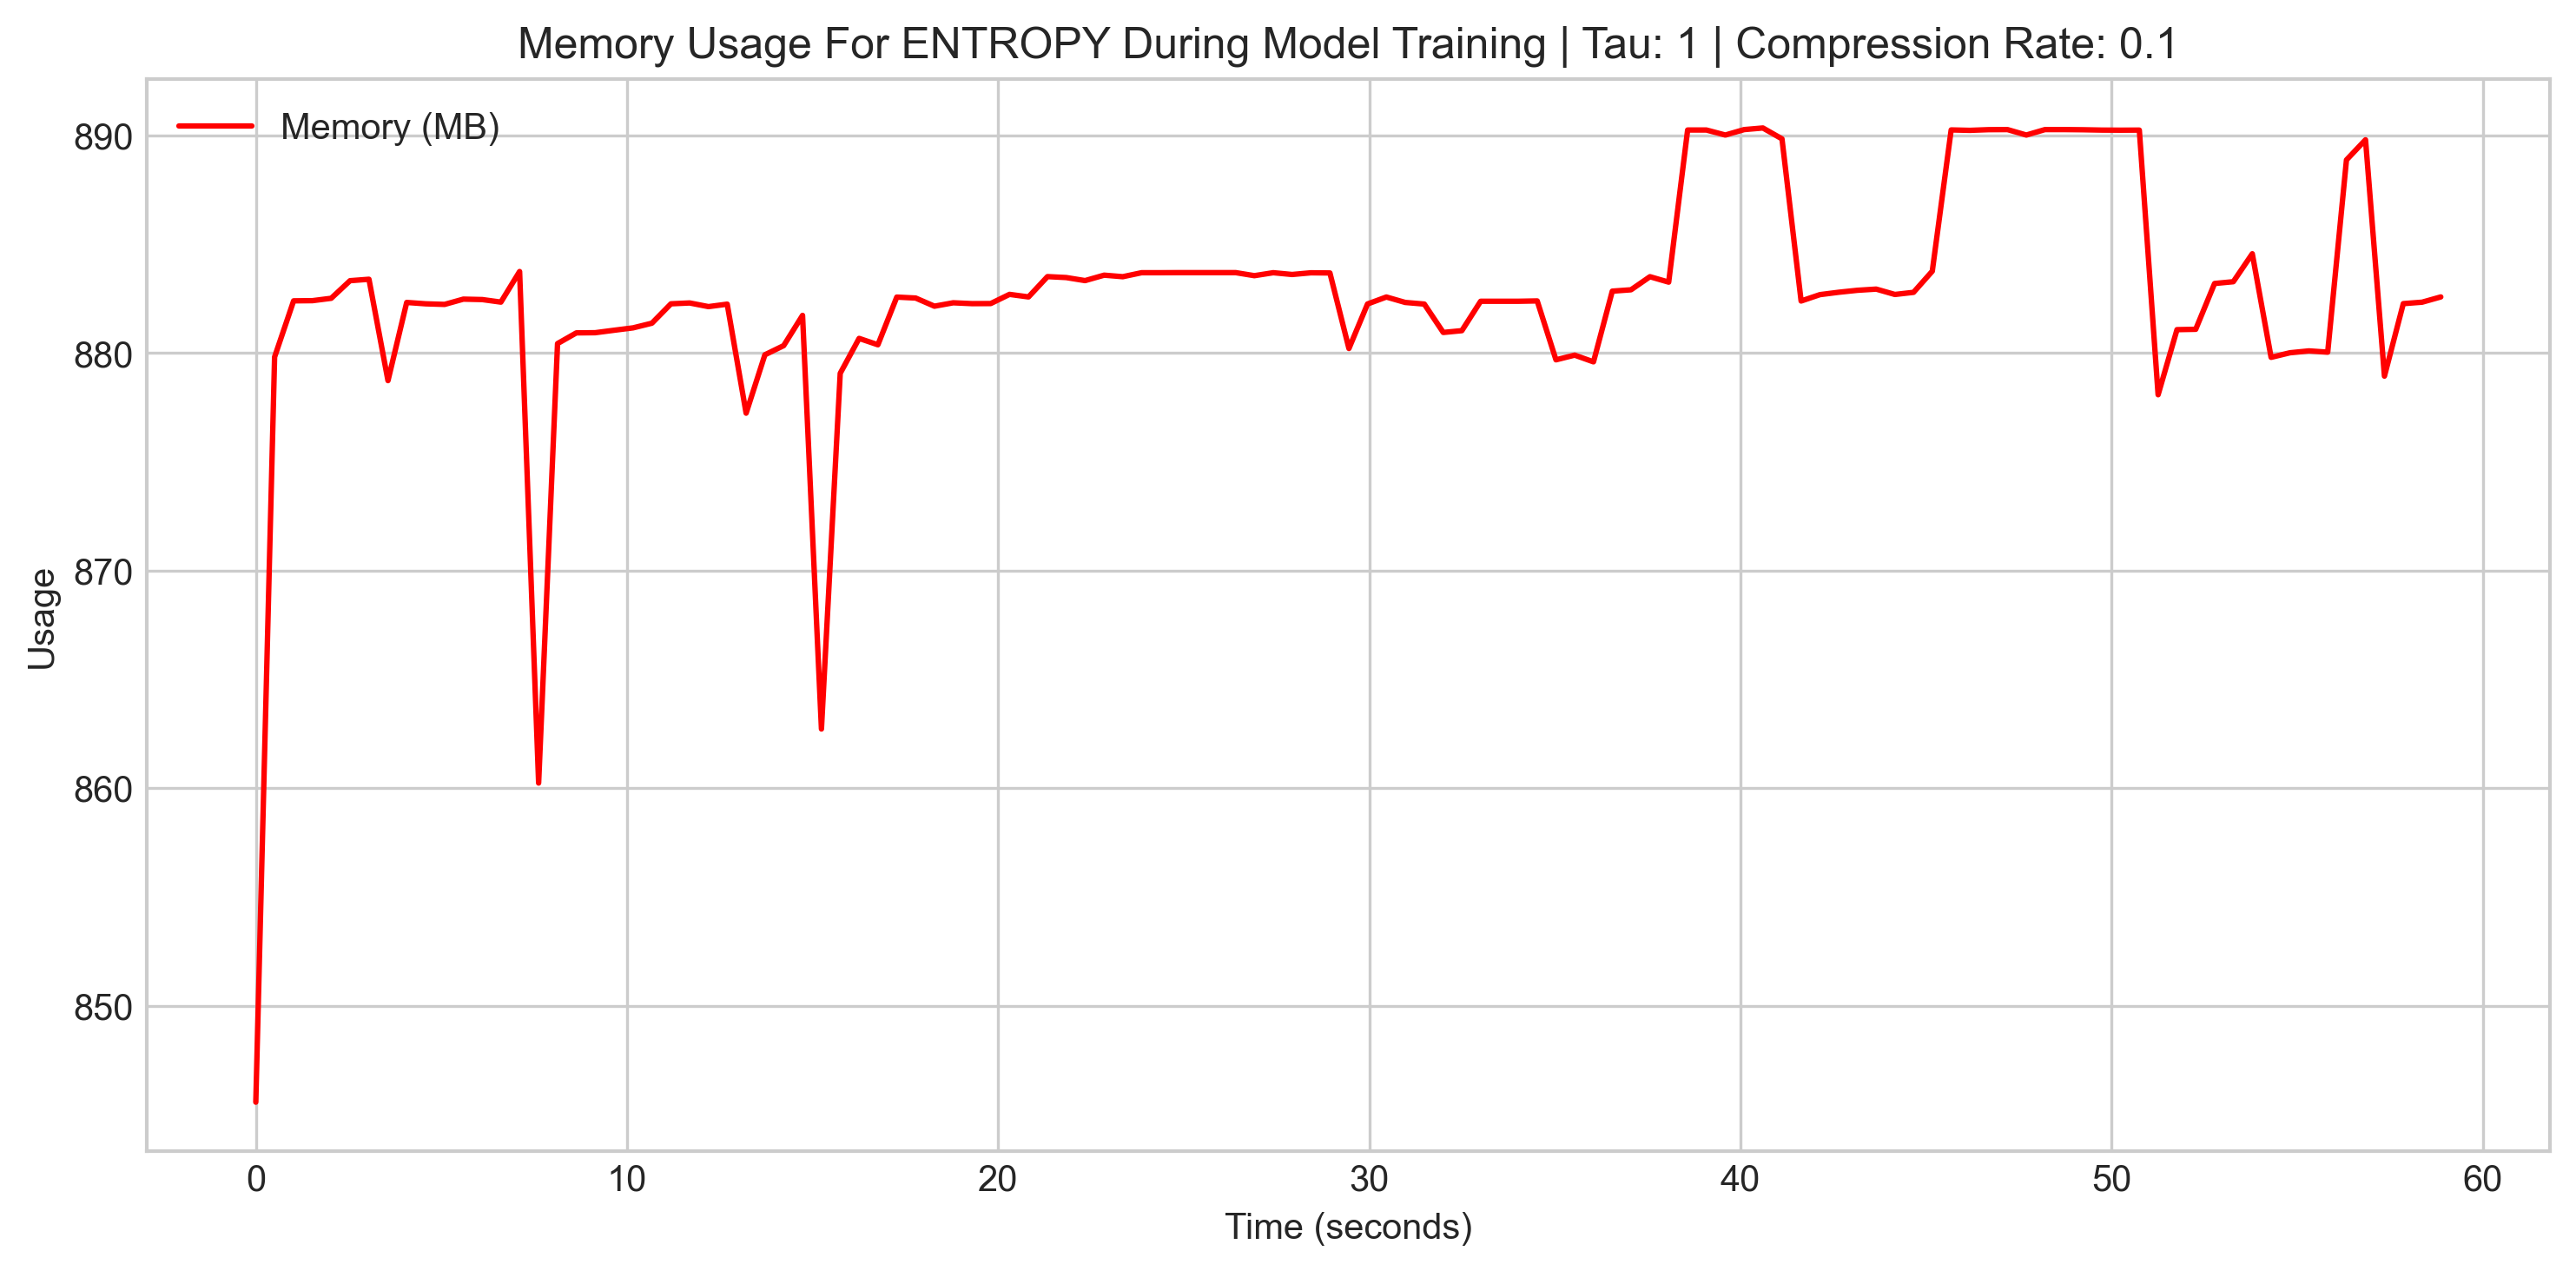 Memory Usage For ENTROPY During Model Training | Tau: 1 | Compression Rate: 0.1
Memory (MB)
890
880
870
860
850
Usage
0 10 20 30 40 50 60
Time (seconds)